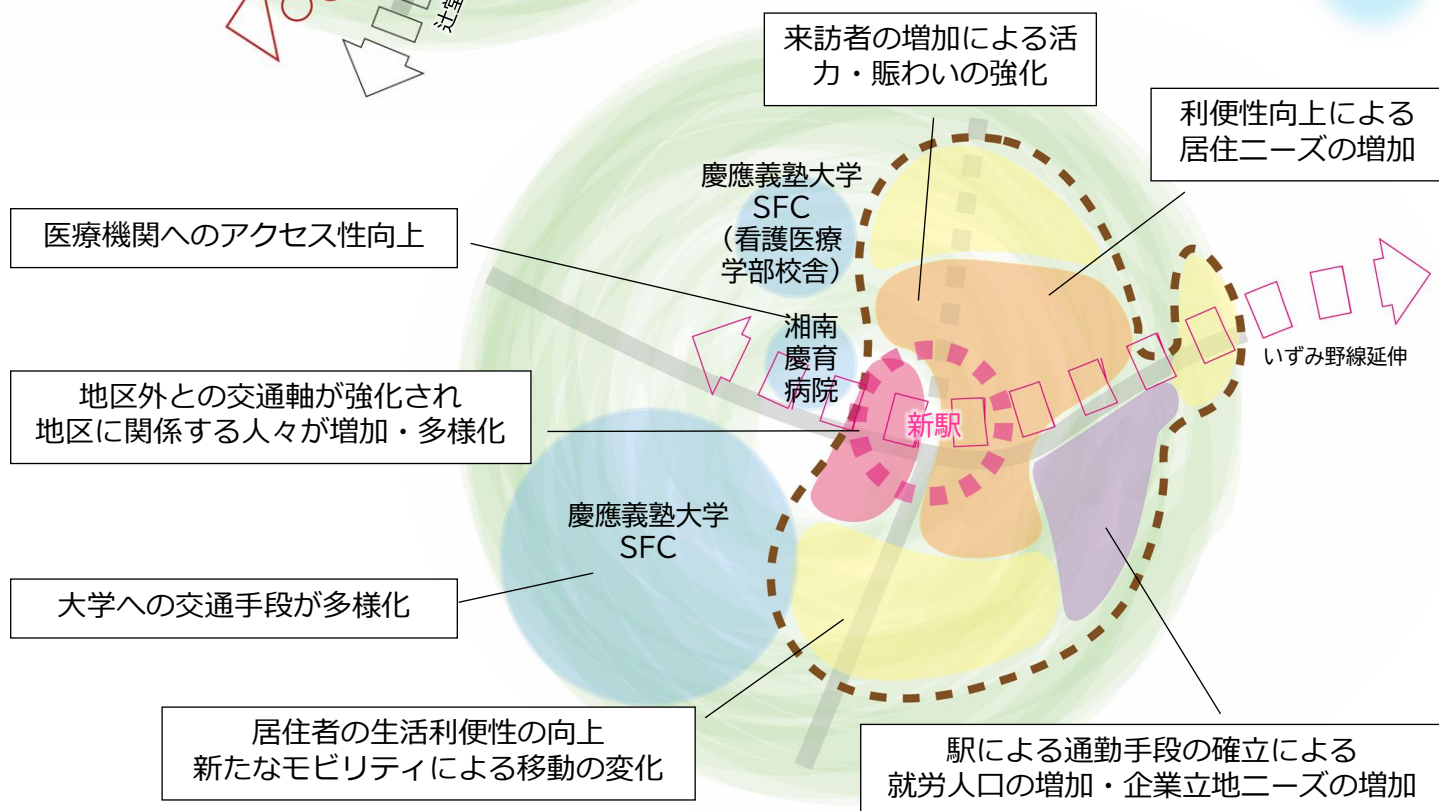 辻堂
来訪者の増加による活
力・賑わいの強化
利便性向上による
居住ニーズの増加
慶應義塾大学
SFC
（看護医療
学部校舎）
医療機関へのアクセス性向上
湘南
慶育
病院
いずみ野線延伸
地区外との交通軸が強化され
地区に関係する人々が増加・多様化
新駅
慶應義塾大学
SFC
大学への交通手段が多様化
居住者の生活利便性の向上
新たなモビリティによる移動の変化
駅による通勤手段の確立による
就労人口の増加・企業立地ニーズの増加